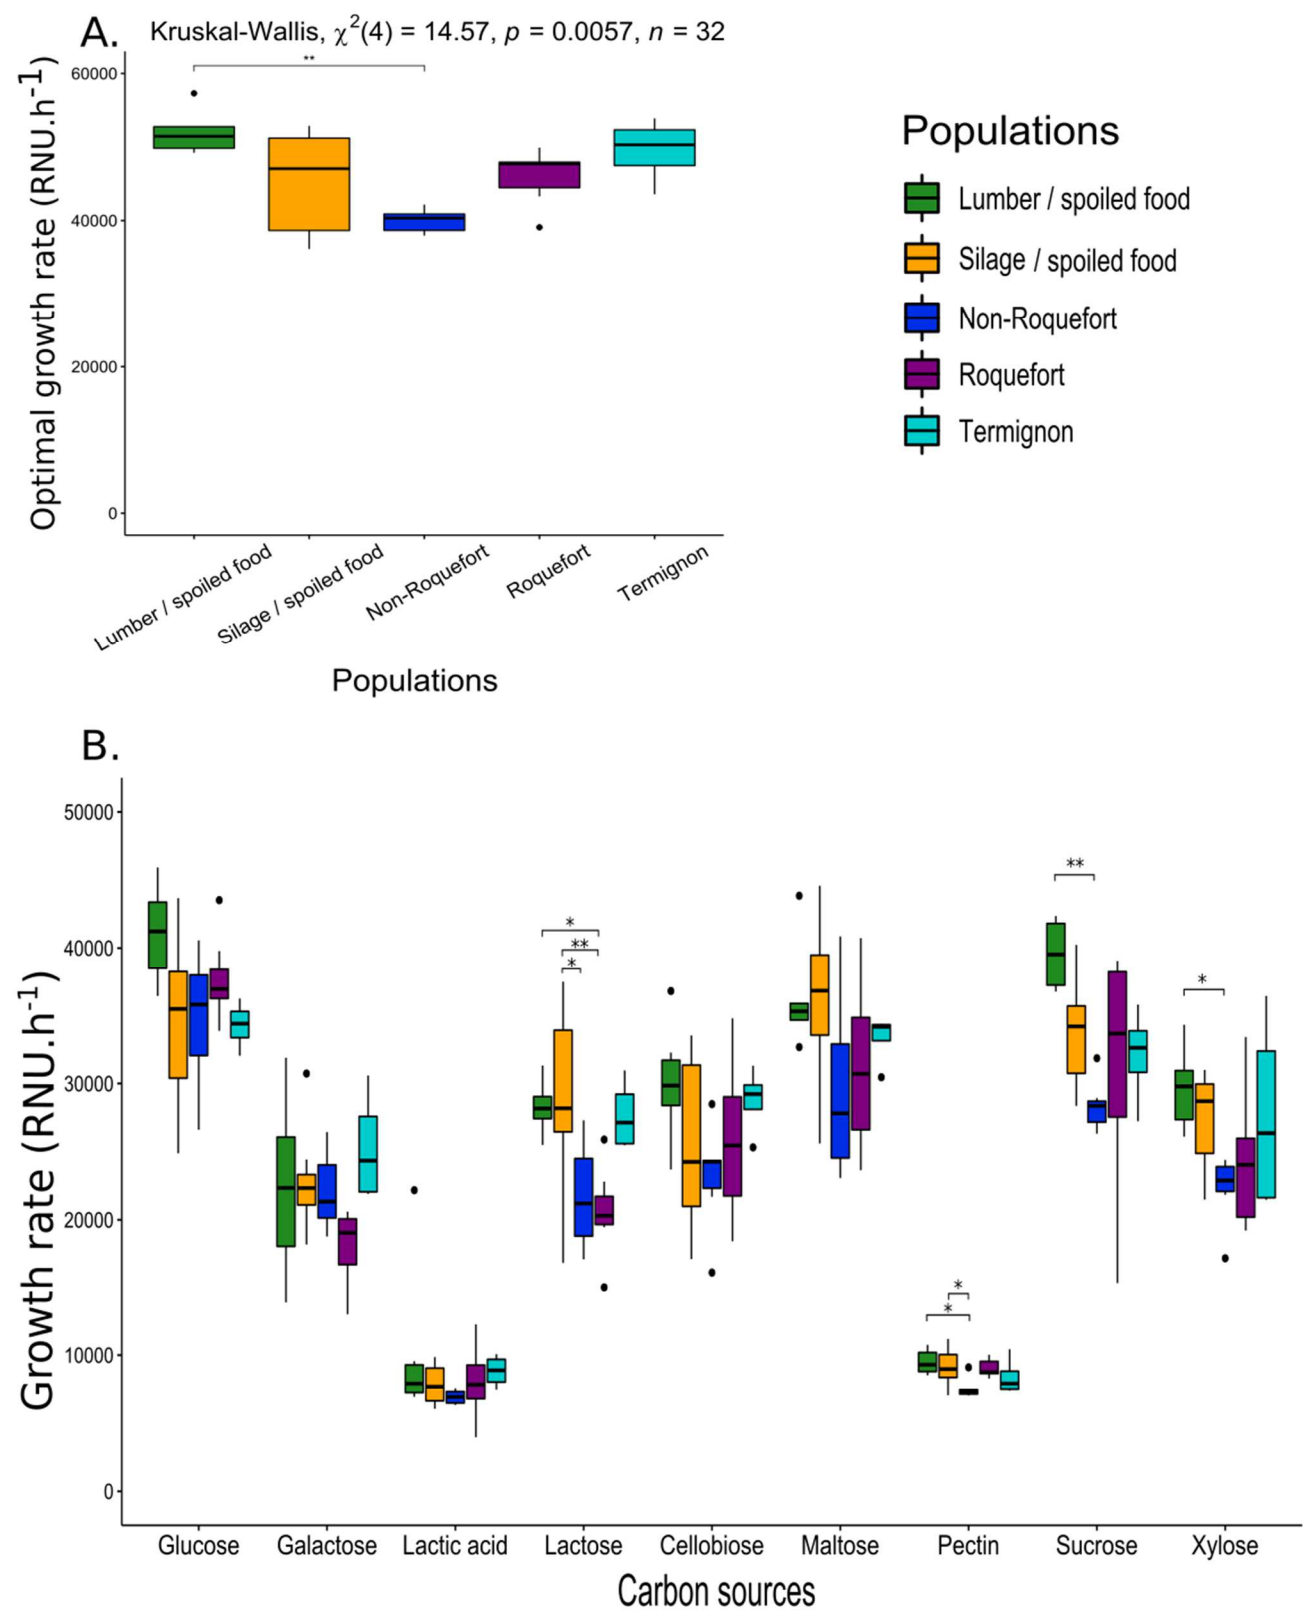 A.
Kruskal-Wallis, χ²(4) = 14.57, p = 0.0057, n = 32
**
Optimal growth rate (RNU.h⁻¹)
60000
40000
20000
0
Lumber / spoiled food
Silage / spoiled food
Non-Roquefort
Roquefort
Termignon
Populations
Populations
Lumber / spoiled food
Silage / spoiled food
Non-Roquefort
Roquefort
Termignon
B.
Growth rate (RNU.h⁻¹)
50000
40000
30000
20000
10000
0
*
**
*
*
*
**
*
Glucose Galactose Lactic acid Lactose Cellobiose Maltose Pectin Sucrose Xylose
Carbon sources